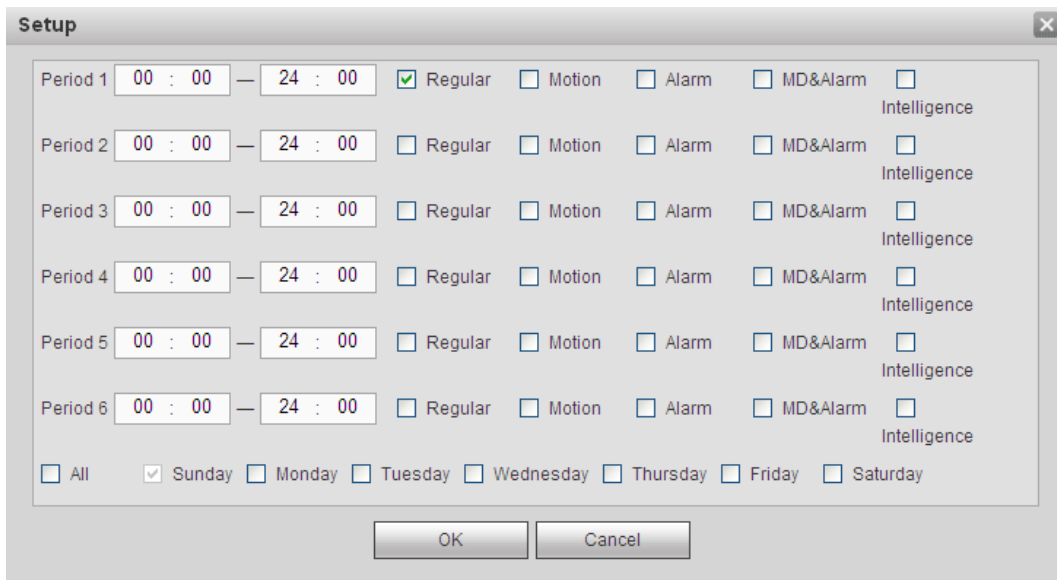 Setup
Period 1 00 : 00 — 24 : 00 Regular Motion Alarm MD&Alarm
Intelligence
Period 2 00 : 00 — 24 : 00 Regular Motion Alarm MD&Alarm
Intelligence
Period 3 00 : 00 — 24 : 00 Regular Motion Alarm MD&Alarm
Intelligence
Period 4 00 : 00 — 24 : 00 Regular Motion Alarm MD&Alarm
Intelligence
Period 5 00 : 00 — 24 : 00 Regular Motion Alarm MD&Alarm
Intelligence
Period 6 00 : 00 — 24 : 00 Regular Motion Alarm MD&Alarm
Intelligence
All Sunday Monday Tuesday Wednesday Thursday Friday Saturday
OK Cancel